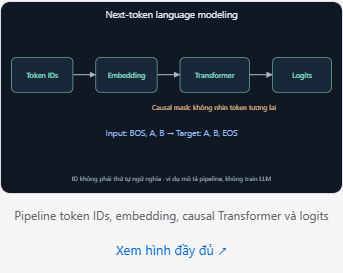 Next-token language modeling
Token IDs
Embedding
Transformer
Logits
Causal mask: không nhìn token tương lai
Input: BOS, A, B → Target: A, B, EOS
ID không phải thứ tự ngữ nghĩa · ví dụ mô tả pipeline, không train LLM
Pipeline token IDs, embedding, causal Transformer và logits
Xem hình đầy đủ ↗